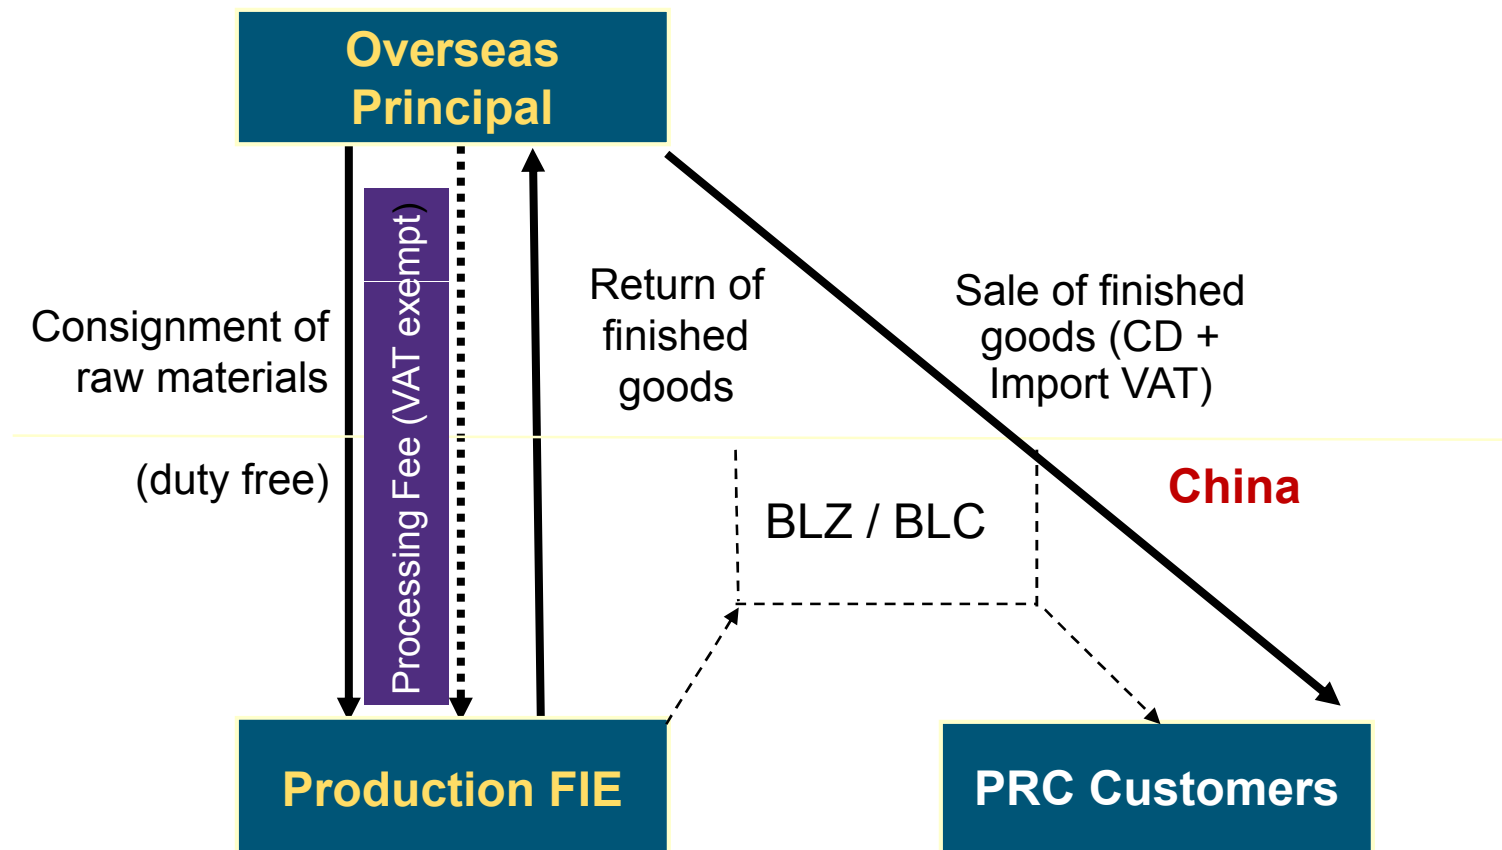 Overseas
Principal
Consignment of
raw materials
(duty free)
Processing Fee (VAT exempt)
Return of
finished
goods
Sale of finished
goods (CD +
Import VAT)
China
BLZ / BLC
Production FIE
PRC Customers